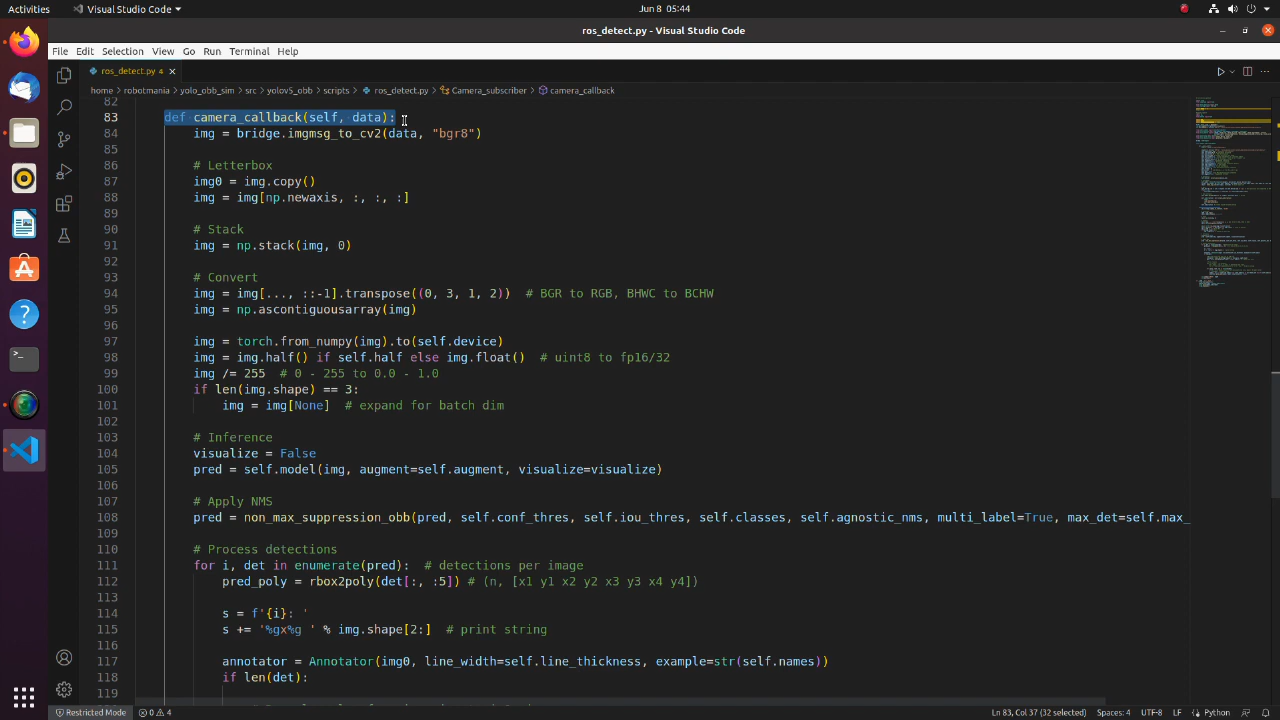 Activities
Visual Studio Code
Jun 8 05:44
ros_detect.py - Visual Studio Code
File Edit Selection View Go Run Terminal Help
ros_detect.py 4
home > robotmania > yolo_obb_sim > src > yolov5_obb > scripts > ros_detect.py > Camera_subscriber > camera_callback
82
83 def camera_callback(self, data):
84 img = bridge.imgmsg_to_cv2(data, "bgr8")
85
86 # Letterbox
87 img0 = img.copy()
88 img = img[np.newaxis, :, :, :]
89
90 # Stack
91 img = np.stack(img, 0)
92
93 # Convert
94 img = img[..., ::-1].transpose((0, 3, 1, 2)) # BGR to RGB, BHWC to BCHW
95 img = np.ascontiguousarray(img)
96
97 img = torch.from_numpy(img).to(self.device)
98 img = img.half() if self.half else img.float() # uint8 to fp16/32
99 img /= 255 # 0 - 255 to 0.0 - 1.0
100 if len(img.shape) == 3:
101 img = img[None] # expand for batch dim
102
103 # Inference
104 visualize = False
105 pred = self.model(img, augment=self.augment, visualize=visualize)
106
107 # Apply NMS
108 pred = non_max_suppression_obb(pred, self.conf_thres, self.iou_thres, self.classes, self.agnostic_nms, multi_label=True, max_det=self.max_
109
110 # Process detections
111 for i, det in enumerate(pred): # detections per image
112 pred_poly = rbox2poly(det[:, :5]) # (n, [x1 y1 x2 y2 x3 y3 x4 y4])
113
114 s = f'{i}: '
115 s += '%gx%g ' % img.shape[2:] # print string
116
117 annotator = Annotator(img0, line_width=self.line_thickness, example=str(self.names))
118 if len(det):
119
Restricted Mode 0 4 Ln 83, Col 37 (32 selected) Spaces: 4 UTF-8 LF Python